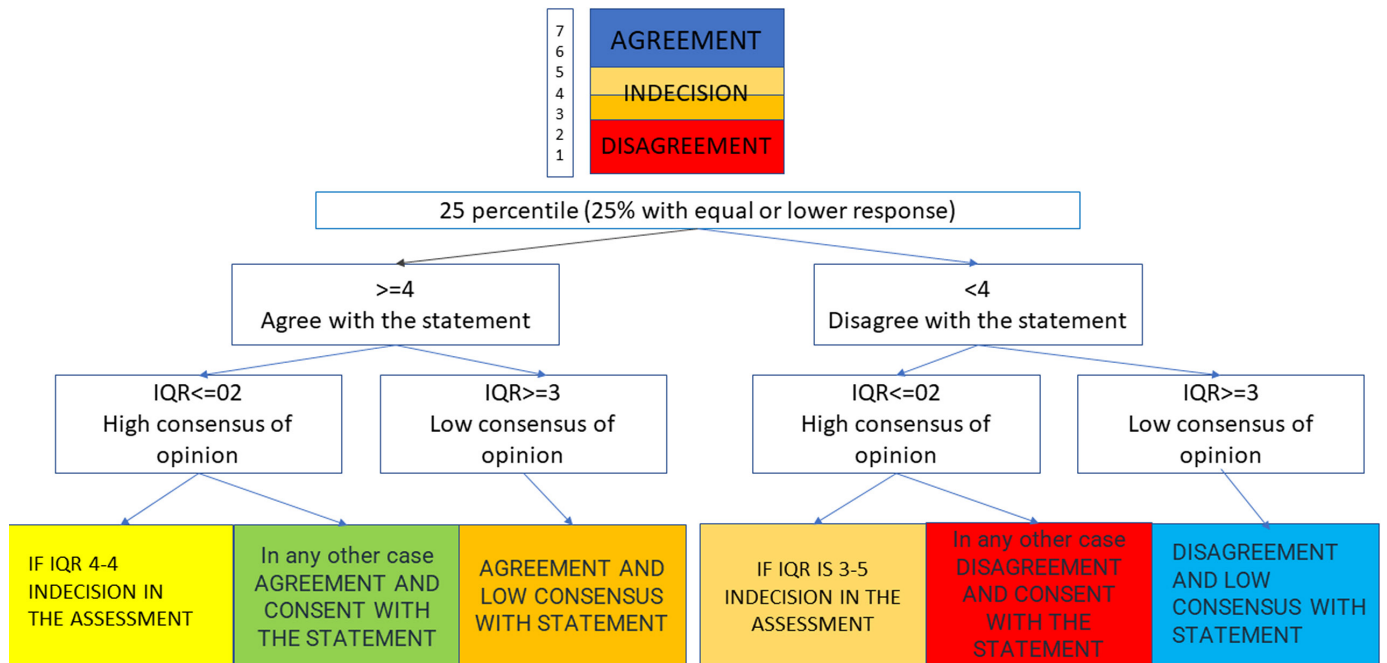 7
6
5
4
3
2
1
AGREEMENT
INDECISION
DISAGREEMENT
25 percentile (25% with equal or lower response)
>=4
Agree with the statement
<4
Disagree with the statement
IQR<=02
High consensus of
opinion
IQR>=3
Low consensus of
opinion
IQR<=02
High consensus of
opinion
IQR>=3
Low consensus of
opinion
IF IQR 4-4
INDECISION IN
THE ASSESSMENT
In any other case
AGREEMENT AND
CONSENT WITH
THE STATEMENT
AGREEMENT AND
LOW CONSENSUS
WITH STATEMENT
IF IQR IS 3-5
INDECISION IN THE
ASSESSMENT
In any other case
DISAGREEMENT
AND CONSENT
WITH THE
STATEMENT
DISAGREEMENT
AND LOW
CONSENSUS WITH
STATEMENT